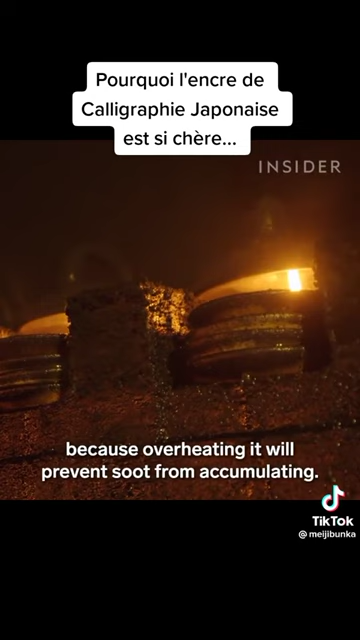 Pourquoi l'encre de
Calligraphie Japonaise
est si chère...
INSIDER
because overheating it will
prevent soot from accumulating.
TikTok
@meijibunka